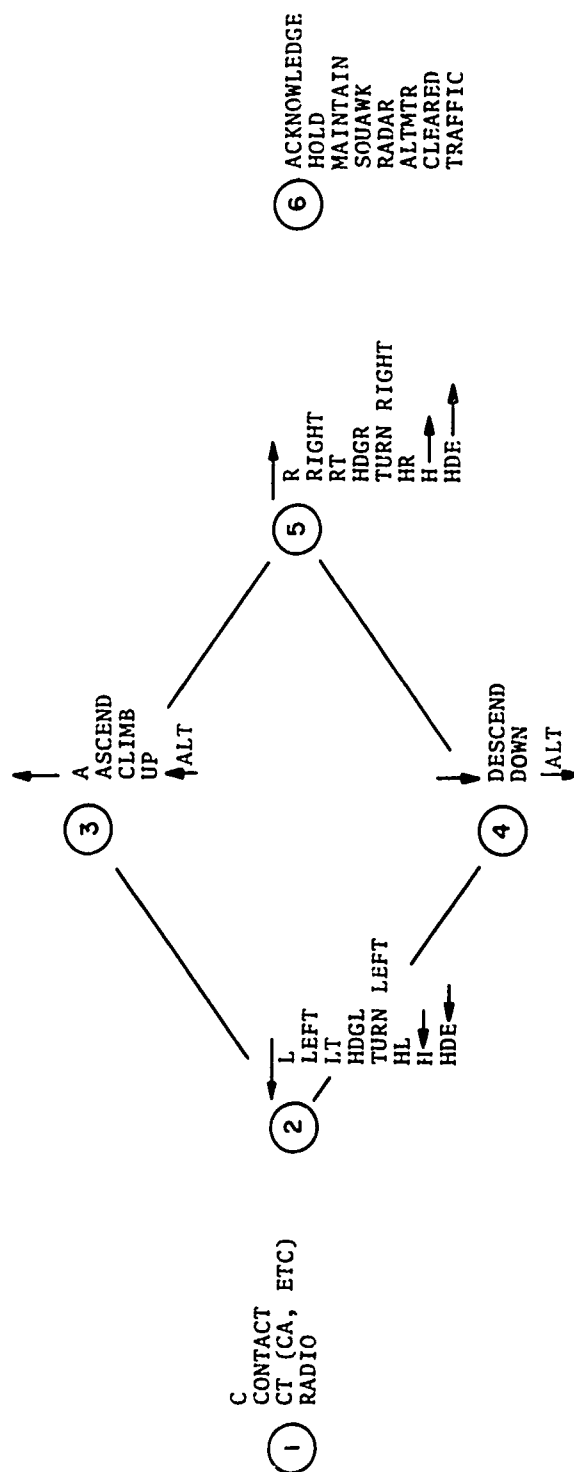 1
C
CONTACT
CT (CA, ETC)
RADIO
2
←
L
LEFT
LT
HDGL
TURN LEFT
HL
H←
HDE←
3
↑
A
ASCEND
CLIMB
UP
↑ALT
4
↓
DESCEND
DOWN
↓ALT
5
→
R
RIGHT
RT
HDGR
TURN RIGHT
HR
H→
HDE→
6
ACKNOWLEDGE
HOLD
MAINTAIN
SOUAWK
RADAR
ALTMTR
CLEARED
TRAFFIC